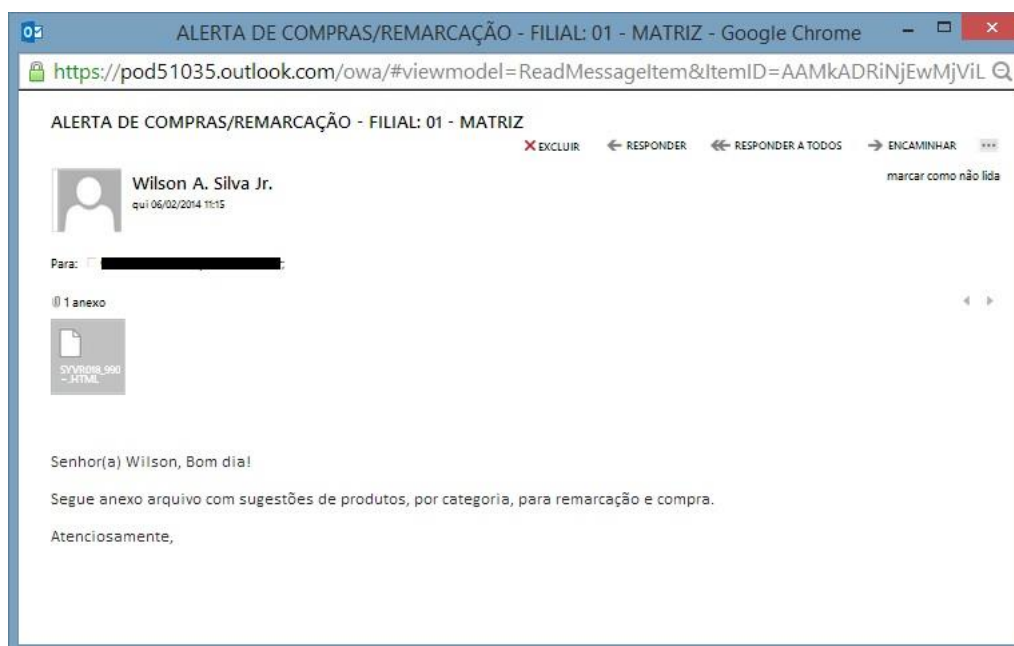 ALERTA DE COMPRAS/REMARCAÇÃO - FILIAL: 01 - MATRIZ - Google Chrome
https://pod51035.outlook.com/owa/#viewmodel=ReadMessageItem&ItemID=AAMkADRiNjEwMjViL
ALERTA DE COMPRAS/REMARCAÇÃO - FILIAL: 01 - MATRIZ
EXCLUIR RESPONDER RESPONDER A TODOS ENCAMINHAR ...
Wilson A. Silva Jr.
marcar como não lida
qui 06/02/2014 11:15
Para:
1 anexo
SYVR018_990
-.HTML
Senhor(a) Wilson, Bom dia!
Segue anexo arquivo com sugestões de produtos, por categoria, para remarcação e compra.
Atenciosamente,